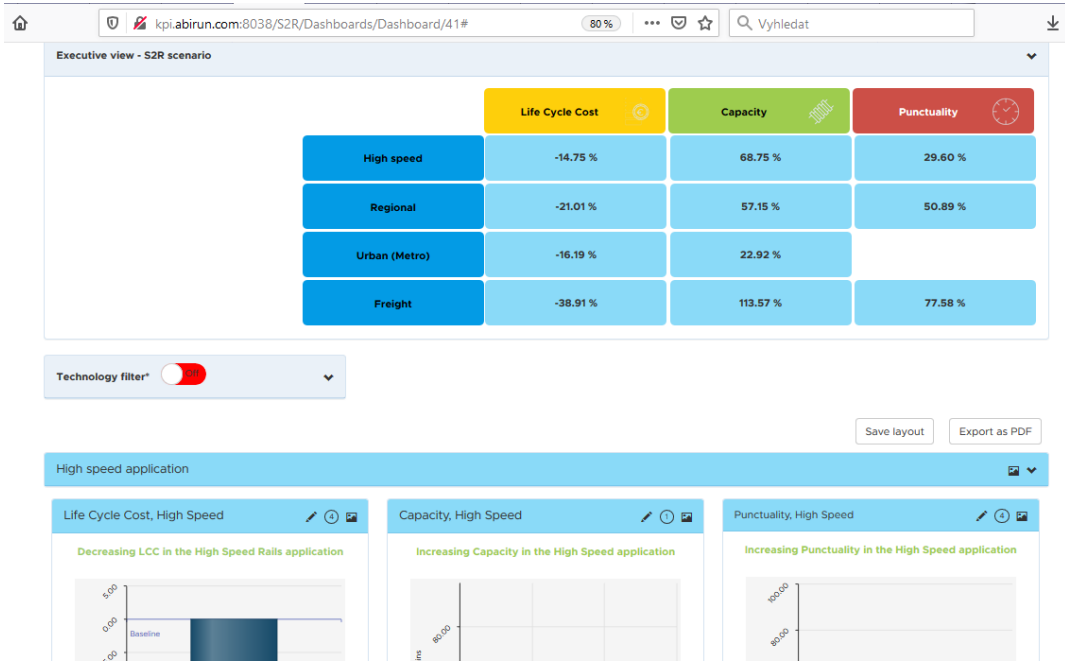 kpi.abirun.com:8038/S2R/Dashboards/Dashboard/41# 80% Vyhledat
Executive view - S2R scenario
Life Cycle Cost € Capacity Punctuality
High speed -14.75 % 68.75 % 29.60 %
Regional -21.01 % 57.15 % 50.89 %
Urban (Metro) -16.19 % 22.92 %
Freight -38.91 % 113.57 % 77.58 %
Technology filter* Off
Save layout Export as PDF
High speed application
Life Cycle Cost, High Speed 4 Capacity, High Speed 1 Punctuality, High Speed 4
Decreasing LCC in the High Speed Rails application Increasing Capacity in the High Speed application Increasing Punctuality in the High Speed application
5.00 100.00
0.00 Baseline 80.00 80.00